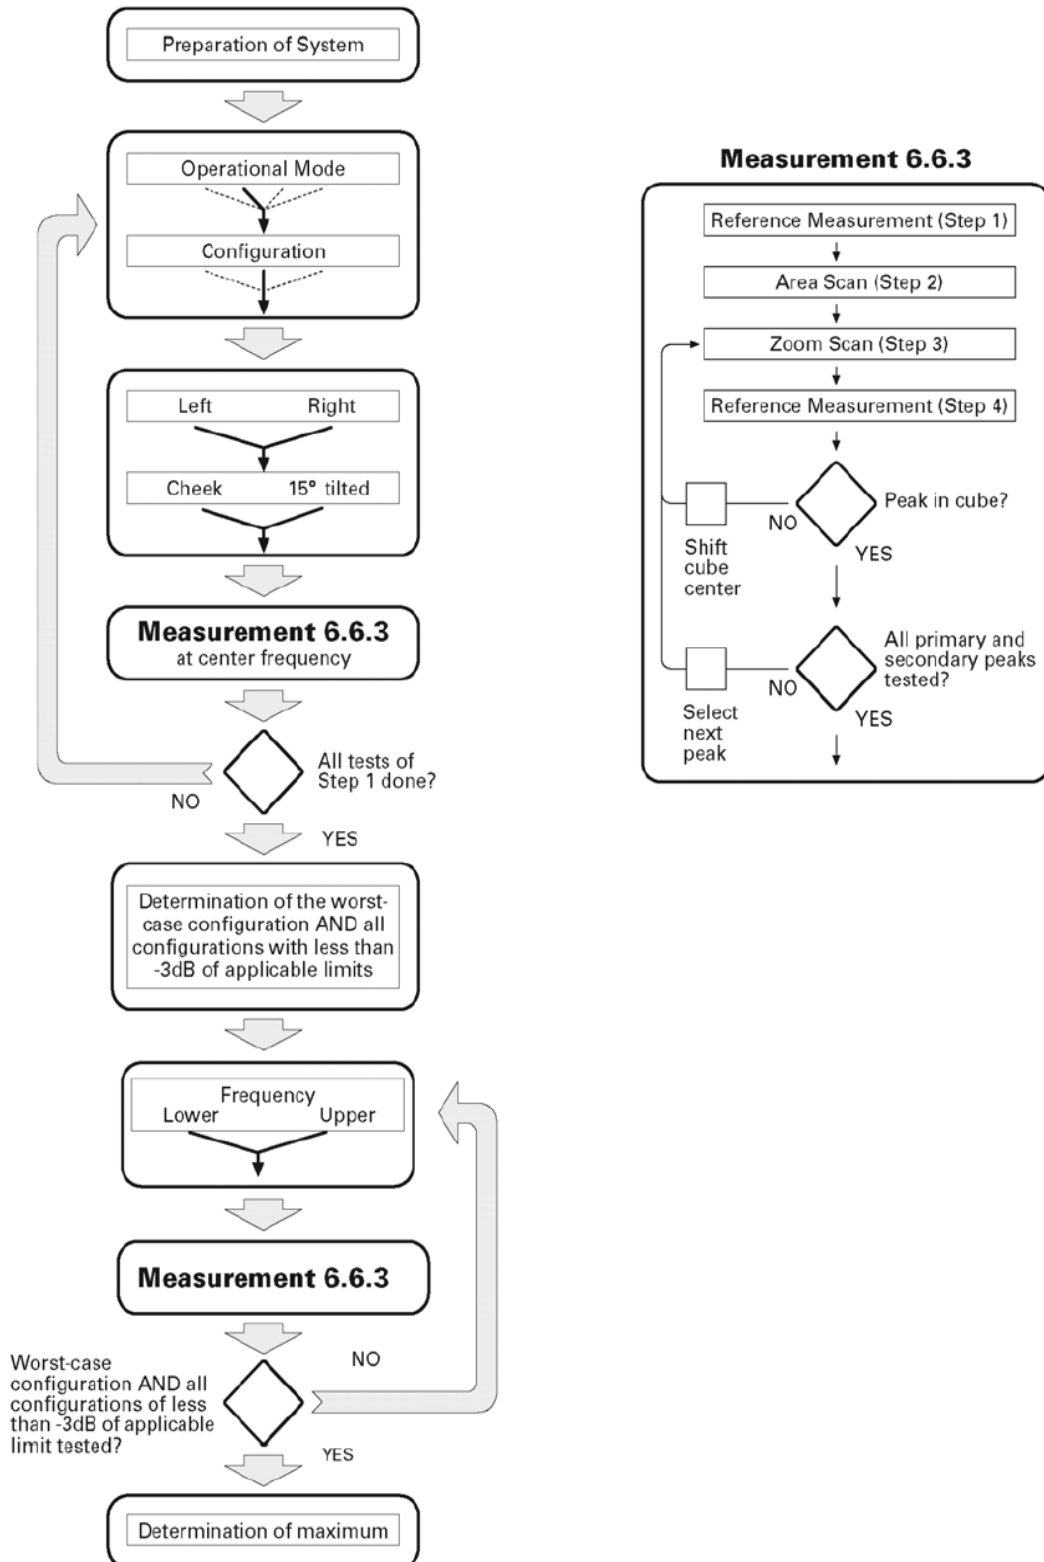 Preparation of System
Operational Mode
Configuration
Left Right
Cheek 15° tilted
Measurement 6.6.3
at center frequency
All tests of
Step 1 done?
NO
YES
Determination of the worst-
case configuration AND all
configurations with less than
-3dB of applicable limits
Frequency
Lower Upper
Measurement 6.6.3
NO
Worst-case
configuration AND all
configurations of less
than -3dB of applicable
limit tested?
YES
Determination of maximum
Measurement 6.6.3
Reference Measurement (Step 1)
Area Scan (Step 2)
Zoom Scan (Step 3)
Reference Measurement (Step 4)
Peak in cube?
NO
YES
Shift
cube
center
All primary and
secondary peaks
tested?
NO
YES
Select
next
peak